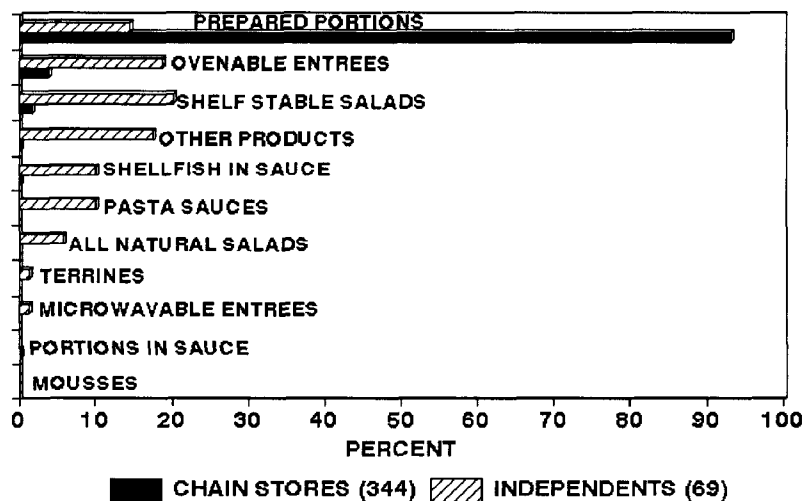 PREPARED PORTIONS
OVENABLE ENTREES
SHELF STABLE SALADS
OTHER PRODUCTS
SHELLFISH IN SAUCE
PASTA SAUCES
ALL NATURAL SALADS
TERRINES
MICROWAVABLE ENTREES
PORTIONS IN SAUCE
MOUSSES
0 10 20 30 40 50 60 70 80 90 100
PERCENT
CHAIN STORES (344) INDEPENDENTS (69)